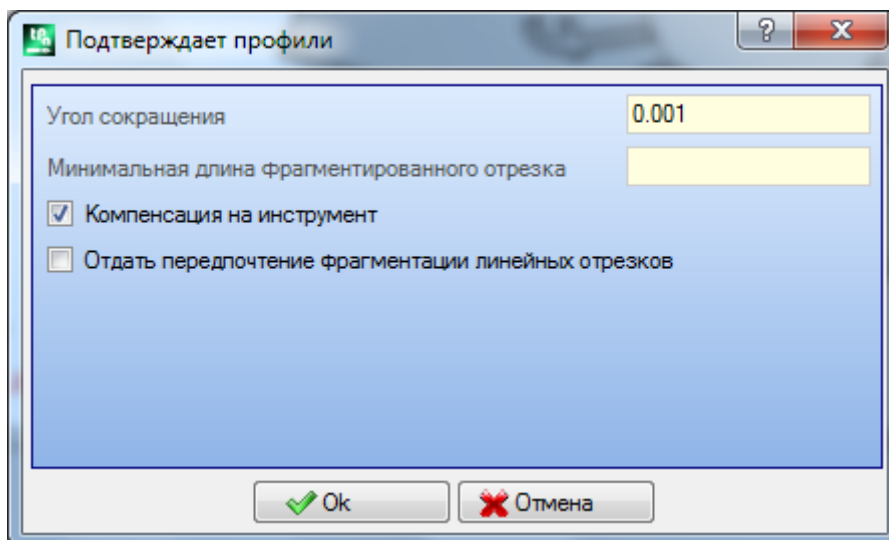 Подтверждает профили
Угол сокращения 0.001
Минимальная длина фрагментированного отрезка
Компенсация на инструмент
Отдать передпочтение фрагментации линейных отрезков
Ok Отмена